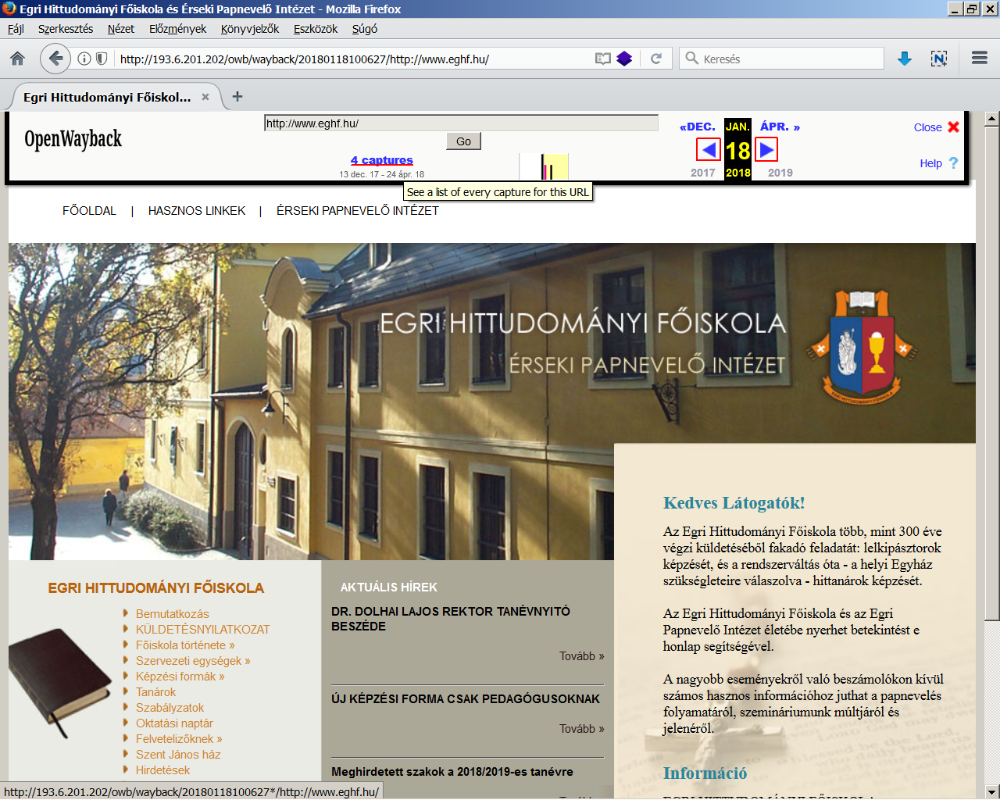 Egri Hittudományi Főiskola és Érseki Papnevelő Intézet - Mozilla Firefox
Fájl Szerkesztés Nézet Előzmények Könyvjelzők Eszközök Súgó
http://193.6.201.202/owb/wayback/20180118100627/http://www.eghf.hu/
Keresés
Egri Hittudományi Főiskol...
OpenWayback
http://www.eghf.hu/
Go
4 captures
13 dec. 17 - 24 ápr. 18
«DEC. JAN. ÁPR. »
18
2017 2018 2019
Close
Help ?
See a list of every capture for this URL
FŐOLDAL | HASZNOS LINKEK | ÉRSEKI PAPNEVELŐ INTÉZET
EGRI HITTUDOMÁNYI FŐISKOLA
ÉRSEKI PAPNEVELŐ INTÉZET
EGRI HITTUDOMÁNYI FŐISKOLA
EGRI HITTUDOMÁNYI FŐISKOLA
Bemutatkozás
KÜLDETÉSNYILATKOZAT
Főiskola története »
Szervezeti egységek »
Képzési formák »
Tanárok
Szabályzatok
Oktatási naptár
Felvetelizőknek »
Szent János ház
Hirdetések
AKTUÁLIS HÍREK
DR. DOLHAI LAJOS REKTOR TANÉVNYITÓ
BESZÉDE
Tovább »
ÚJ KÉPZÉSI FORMA CSAK PEDAGÓGUSOKNAK
Tovább »
Meghirdetett szakok a 2018/2019-es tanévre
Tovább »
Kedves Látogatók!
Az Egri Hittudományi Főiskola több, mint 300 éve
végzi küldetéséből fakadó feladatát: lelkipásztorok
képzését, és a rendszerváltás óta - a helyi Egyház
szükségleteire válaszolva - hittanárok képzését.
Az Egri Hittudományi Főiskola és az Egri
Papnevelő Intézet életébe nyerhet betekintést e
honlap segítségével.
A nagyobb eseményekről való beszámolókon kívül
számos hasznos információhoz juthat a papnevelés
folyamatáról, szemináriumunk múltjáról és
jelenéről.
Információ
EGRI HITTUDOMÁNYI FŐISKOLA
http://193.6.201.202/owb/wayback/20180118100627*/http://www.eghf.hu/